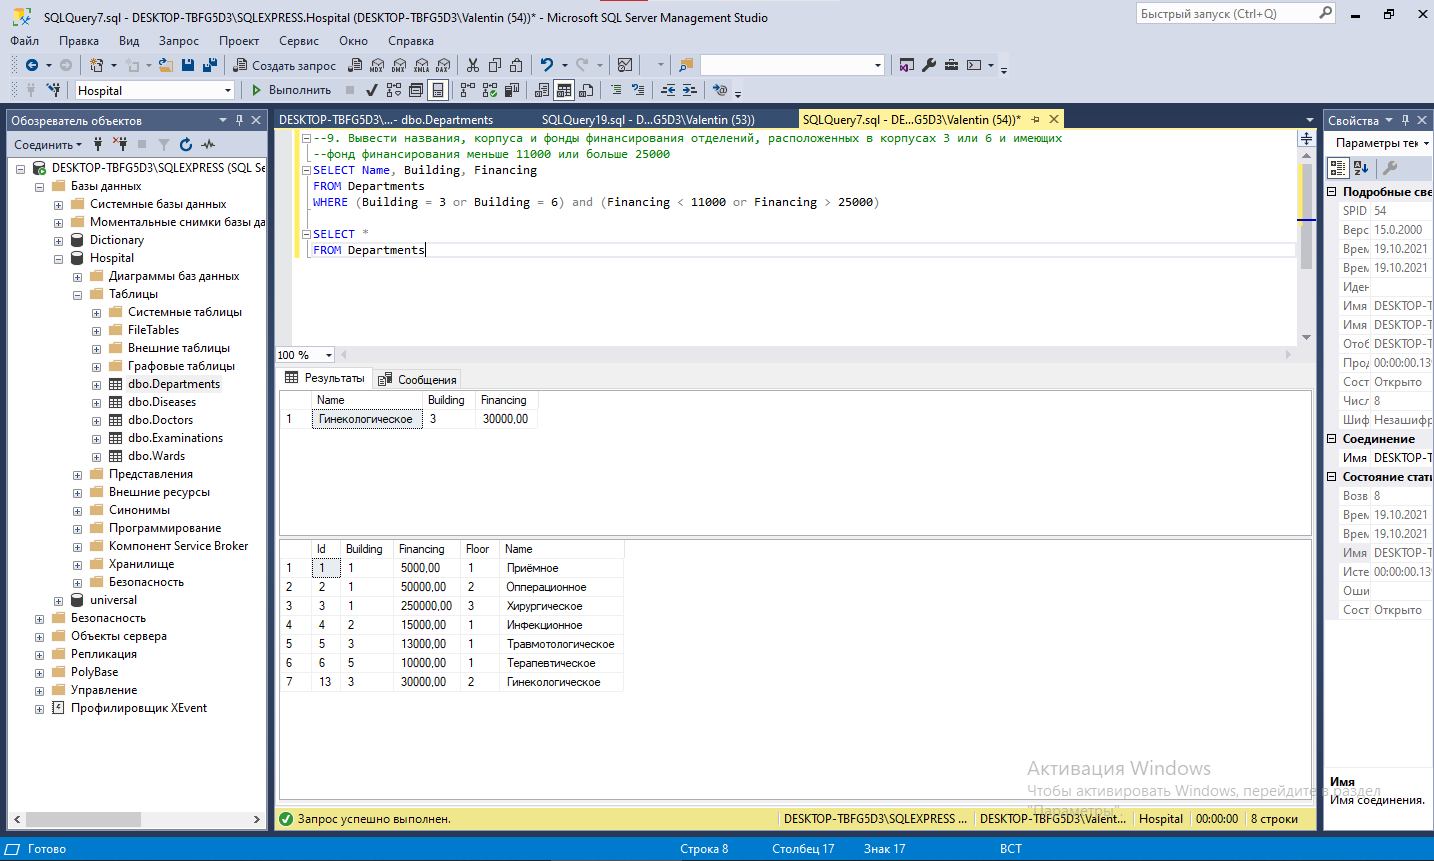 SQLQuery7.sql - DESKTOP-TBFG5D3\SQLEXPRESS.Hospital (DESKTOP-TBFG5D3\Valentin (54))* - Microsoft SQL Server Management Studio
Быстрый запуск (Ctrl+Q)
Файл Правка Вид Запрос Проект Сервис Окно Справка
Создать запрос MDX DMX XMLA DAX
Hospital Выполнить
Обозреватель объектов
Соединить
DESKTOP-TBFG5D3\SQLEXPRESS (SQL Se
Базы данных
Системные базы данных
Моментальные снимки базы да
Dictionary
Hospital
Диаграммы баз данных
Таблицы
Системные таблицы
FileTables
Внешние таблицы
Графовые таблицы
dbo.Departments
dbo.Diseases
dbo.Doctors
dbo.Examinations
dbo.Wards
Представления
Внешние ресурсы
Синонимы
Программирование
Компонент Service Broker
Хранилище
Безопасность
universal
Безопасность
Объекты сервера
Репликация
PolyBase
Управление
Профилировщик XEvent
DESKTOP-TBFG5D3\...- dbo.Departments SQLQuery19.sql - D...G5D3\Valentin (53)) SQLQuery7.sql - DE...G5D3\Valentin (54))*
--9. Вывести названия, корпуса и фонды финансирования отделений, расположенных в корпусах 3 или 6 и имеющих
--фонд финансирования меньше 11000 или больше 25000
SELECT Name, Building, Financing
FROM Departments
WHERE (Building = 3 or Building = 6) and (Financing < 11000 or Financing > 25000)
SELECT *
FROM Departments
100 %
Результаты Сообщения
Name Building Financing
1 Гинекологическое 3 30000,00
Id Building Financing Floor Name
1 1 1 5000,00 1 Приёмное
2 2 1 50000,00 2 Опперационное
3 3 1 250000,00 3 Хирургическое
4 4 2 15000,00 1 Инфекционное
5 5 3 13000,00 1 Травмотологическое
6 6 5 10000,00 1 Терапевтическое
7 13 3 30000,00 2 Гинекологическое
Запрос успешно выполнен. DESKTOP-TBFG5D3\SQLEXPRESS ... DESKTOP-TBFG5D3\Valent... Hospital 00:00:00 8 строки
Свойства
Параметры тек
Подробные све
SPID 54
Верс 15.0.2000
Врем 19.10.2021
Врем 19.10.2021
Иден
Имя DESKTOP-T
Имя DESKTOP-T
Отоб DESKTOP-T
Прод 00:00:00.139
Сост Открыто
Числ 8
Шиф Незашифр
Соединение
Имя DESKTOP-T
Состояние стати
Возв 8
Врем 19.10.2021
Врем 19.10.2021
Имя DESKTOP-T
Исте 00:00:00.139
Оши
Сост Открыто
Имя
Имя соединения.
Активация Windows
Чтобы активировать Windows, перейдите в раздел
"Параметры".
Готово Строка 8 Столбец 17 Знак 17 ВСТ